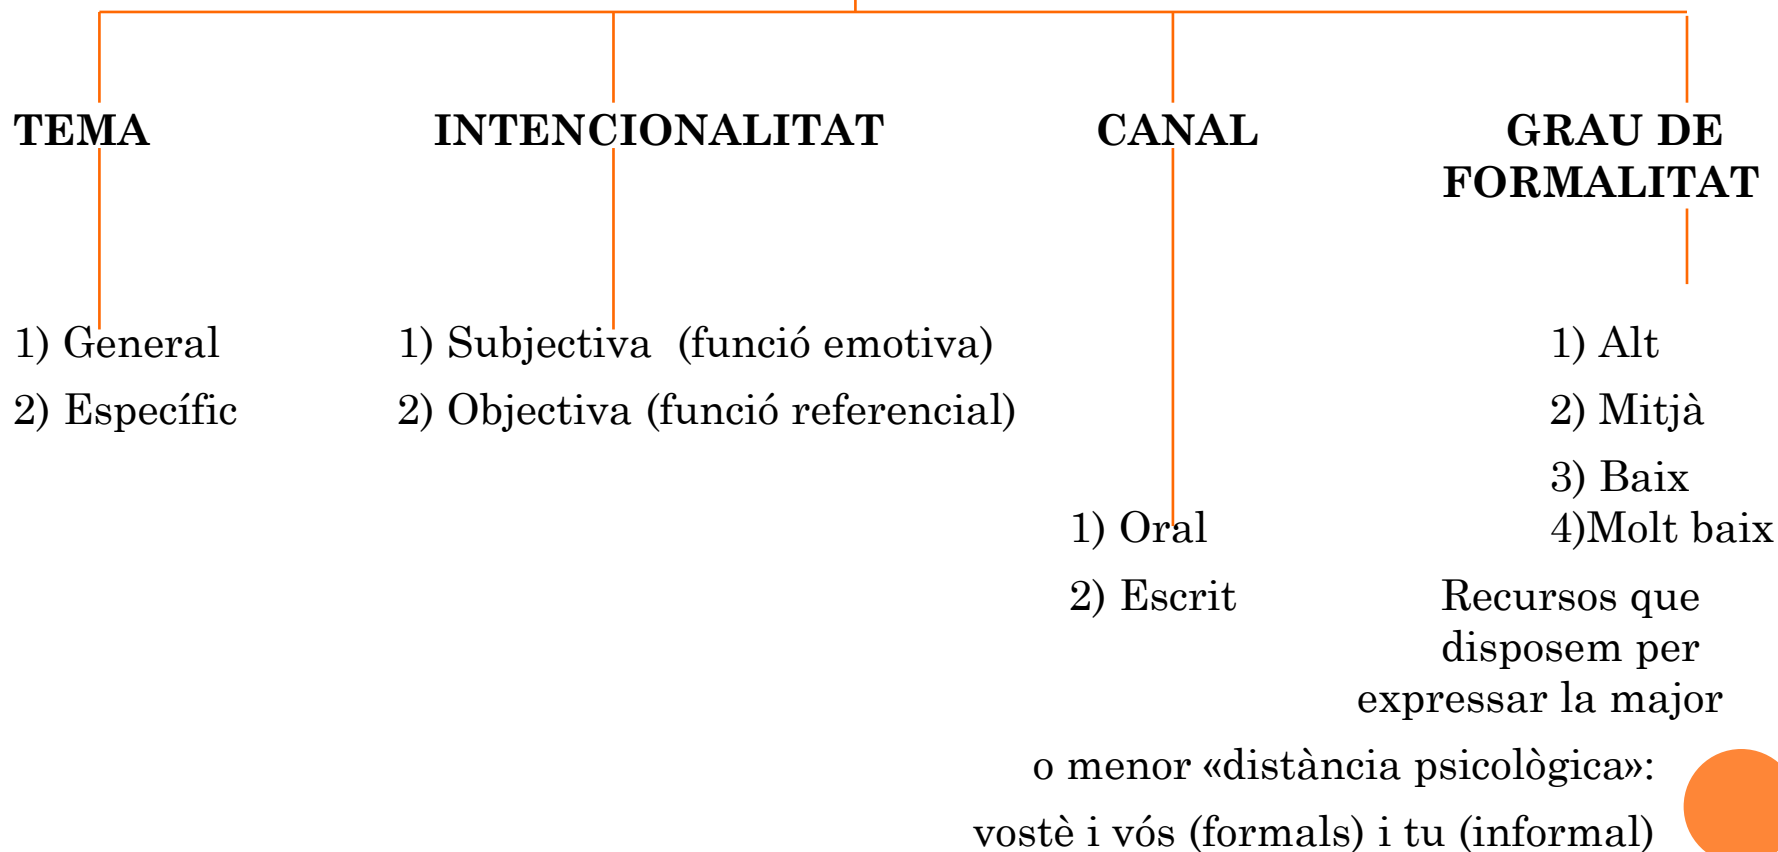 TEMA
1) General
2) Específic
INTENCIONALITAT
1) Subjectiva (funció emotiva)
2) Objectiva (funció referencial)
CANAL
1) Oral
2) Escrit
GRAU DE
FORMALITAT
1) Alt
2) Mitjà
3) Baix
4)Molt baix
Recursos que
disposem per
expressar la major
o menor «distància psicològica»:
vostè i vós (formals) i tu (informal)